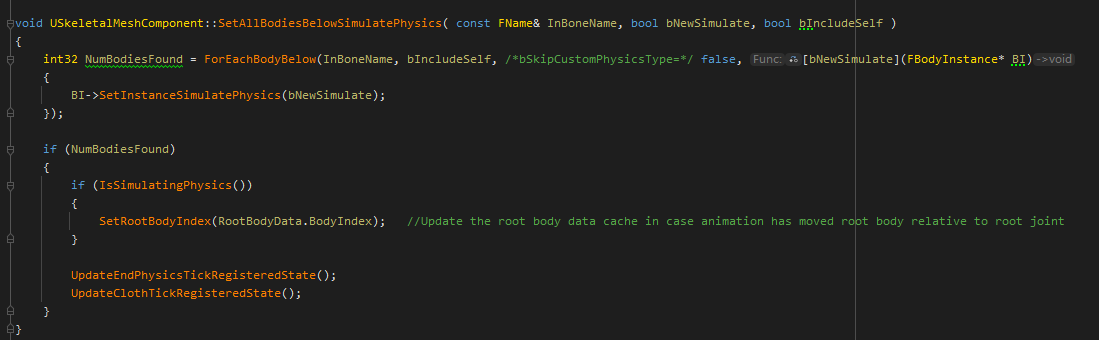 void USkeletalMeshComponent::SetAllBodiesBelowSimulatePhysics( const FName& InBoneName, bool bNewSimulate, bool bIncludeSelf )
{
    int32 NumBodiesFound = ForEachBodyBelow(InBoneName, bIncludeSelf, /*bSkipCustomPhysicsType=*/ false, Func: [bNewSimulate](FBodyInstance* BI)->void
    {
        BI->SetInstanceSimulatePhysics(bNewSimulate);
    });
    if (NumBodiesFound)
    {
        if (IsSimulatingPhysics())
        {
            SetRootBodyIndex(RootBodyData.BodyIndex);   //Update the root body data cache in case animation has moved root body relative to root joint
        }
        UpdateEndPhysicsTickRegisteredState();
        UpdateClothTickRegisteredState();
    }
}